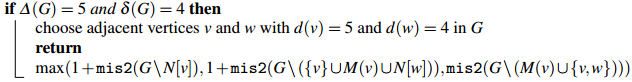 if Δ(G) = 5 and δ(G) = 4 then
choose adjacent vertices v and w with d(v) = 5 and d(w) = 4 in G
return
max(1+mis2(G\N[v]),1+mis2(G\({v}∪M(v)∪N[w])),mis2(G\(M(v)∪{v,w})))